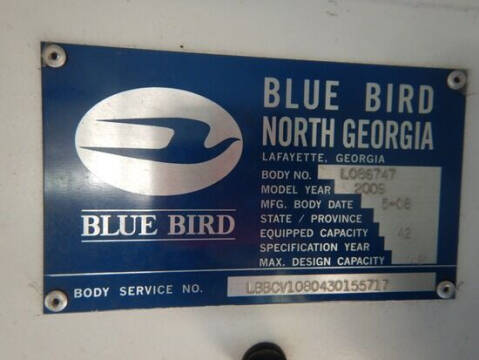 BLUE BIRD
NORTH GEORGIA
LAFAYETTE, GEORGIA
BODY NO. L086747
MODEL YEAR 2009
MFG. BODY DATE 5-08
STATE / PROVINCE
EQUIPPED CAPACITY 42
SPECIFICATION YEAR
MAX. DESIGN CAPACITY
BLUE BIRD
BODY SERVICE NO. LBBCV1080430155717